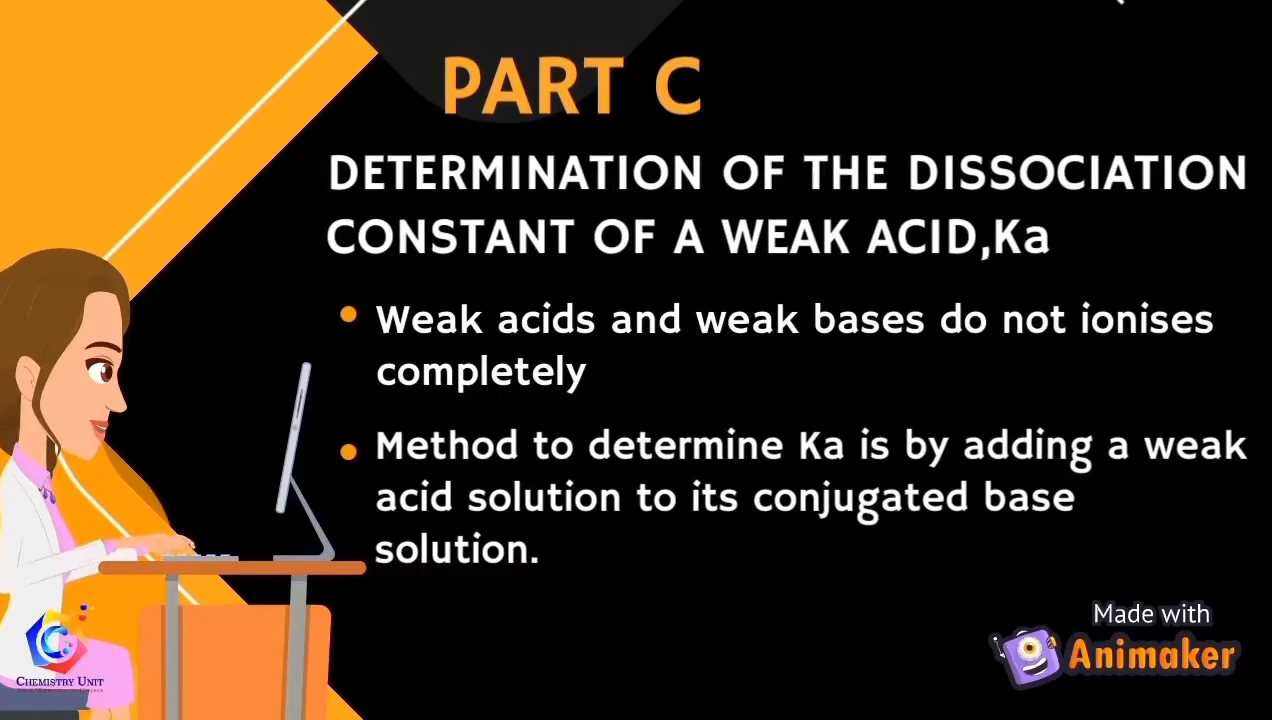 PART C
DETERMINATION OF THE DISSOCIATION
CONSTANT OF A WEAK ACID,Ka
• Weak acids and weak bases do not ionises
completely
• Method to determine Ka is by adding a weak
acid solution to its conjugated base
solution.
Made with
Animaker
CHEMISTRY UNIT